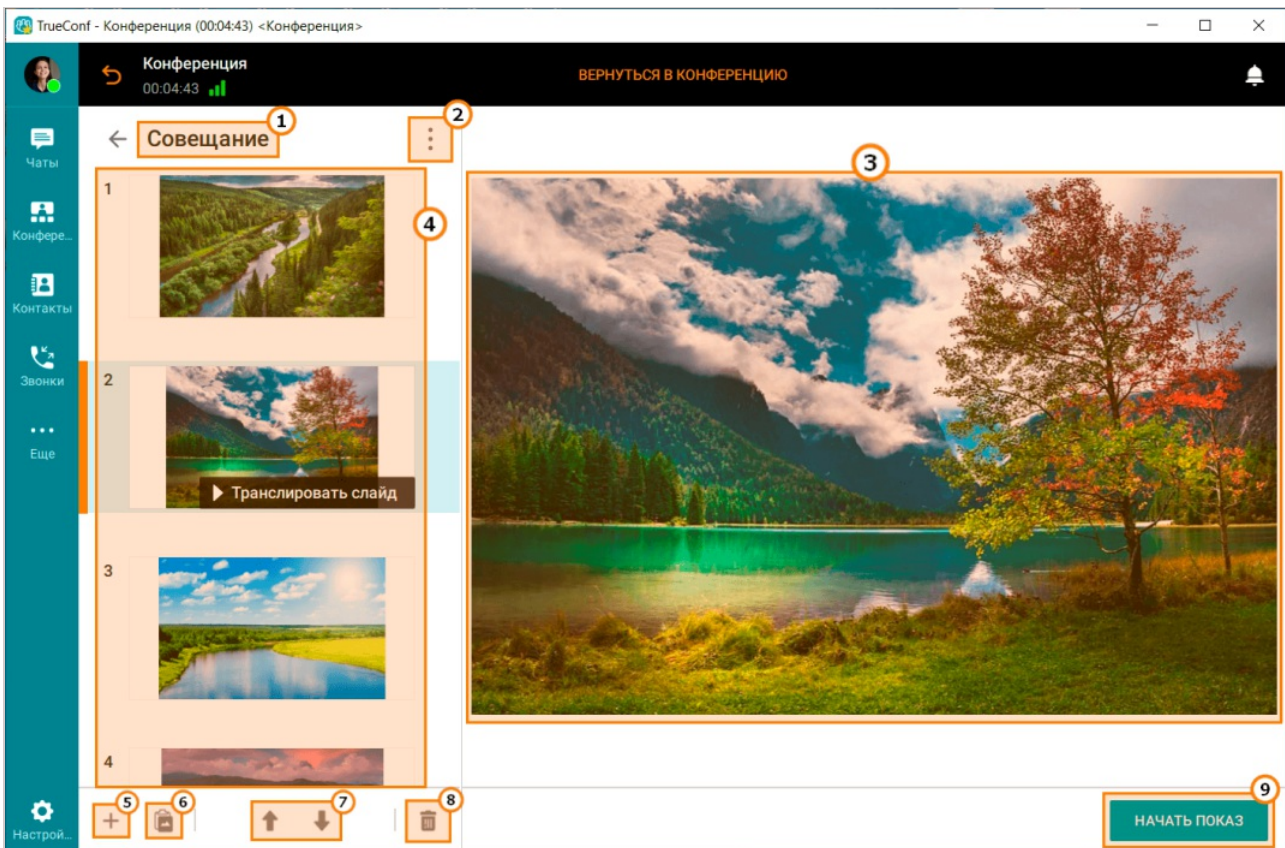 TrueConf - Конференция (00:04:43) <Конференция>
Конференция
00:04:43
ВЕРНУТЬСЯ В КОНФЕРЕНЦИЮ
Чаты
Конфере...
Контакты
Звонки
Еще
Настрой...
Совещание
1
2
3
4
1
2
Транслировать слайд
3
4
5
6
7
8
9
НАЧАТЬ ПОКАЗ